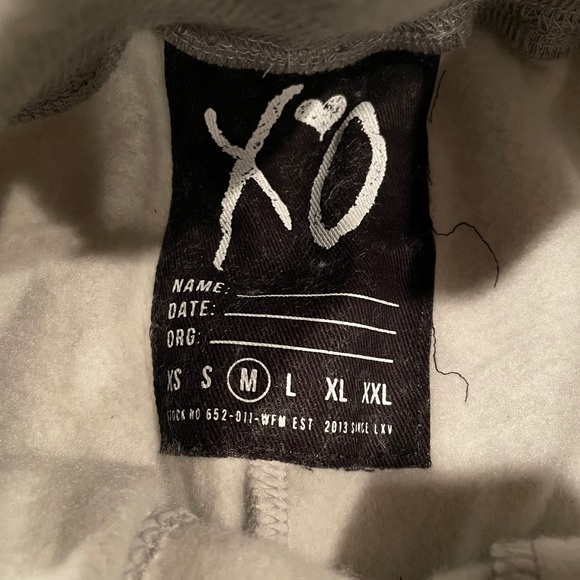 XO
NAME:
DATE:
ORG:
XS S M L XL XXL
STOCK NO 652-011-WFM EST 2013 SINCE LXV